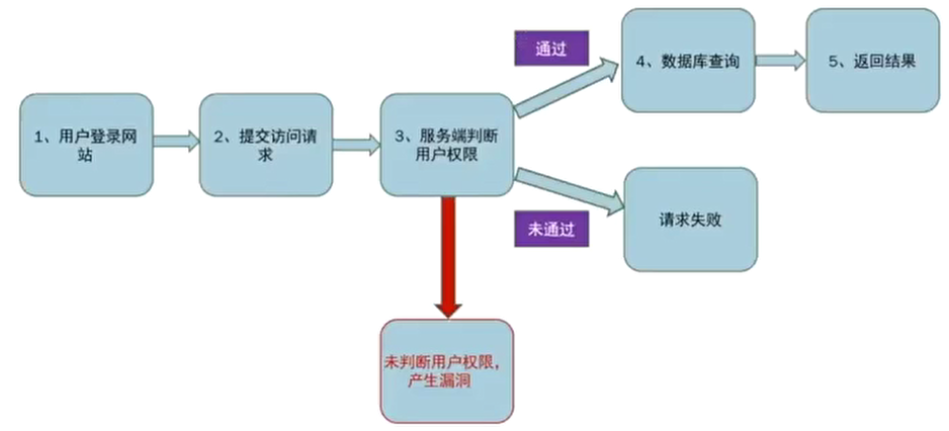 1、用户登录网
站
2、提交访问请
求
3、服务端判断
用户权限
通过
4、数据库查询
5、返回结果
未通过
请求失败
未判断用户权限，
产生漏洞